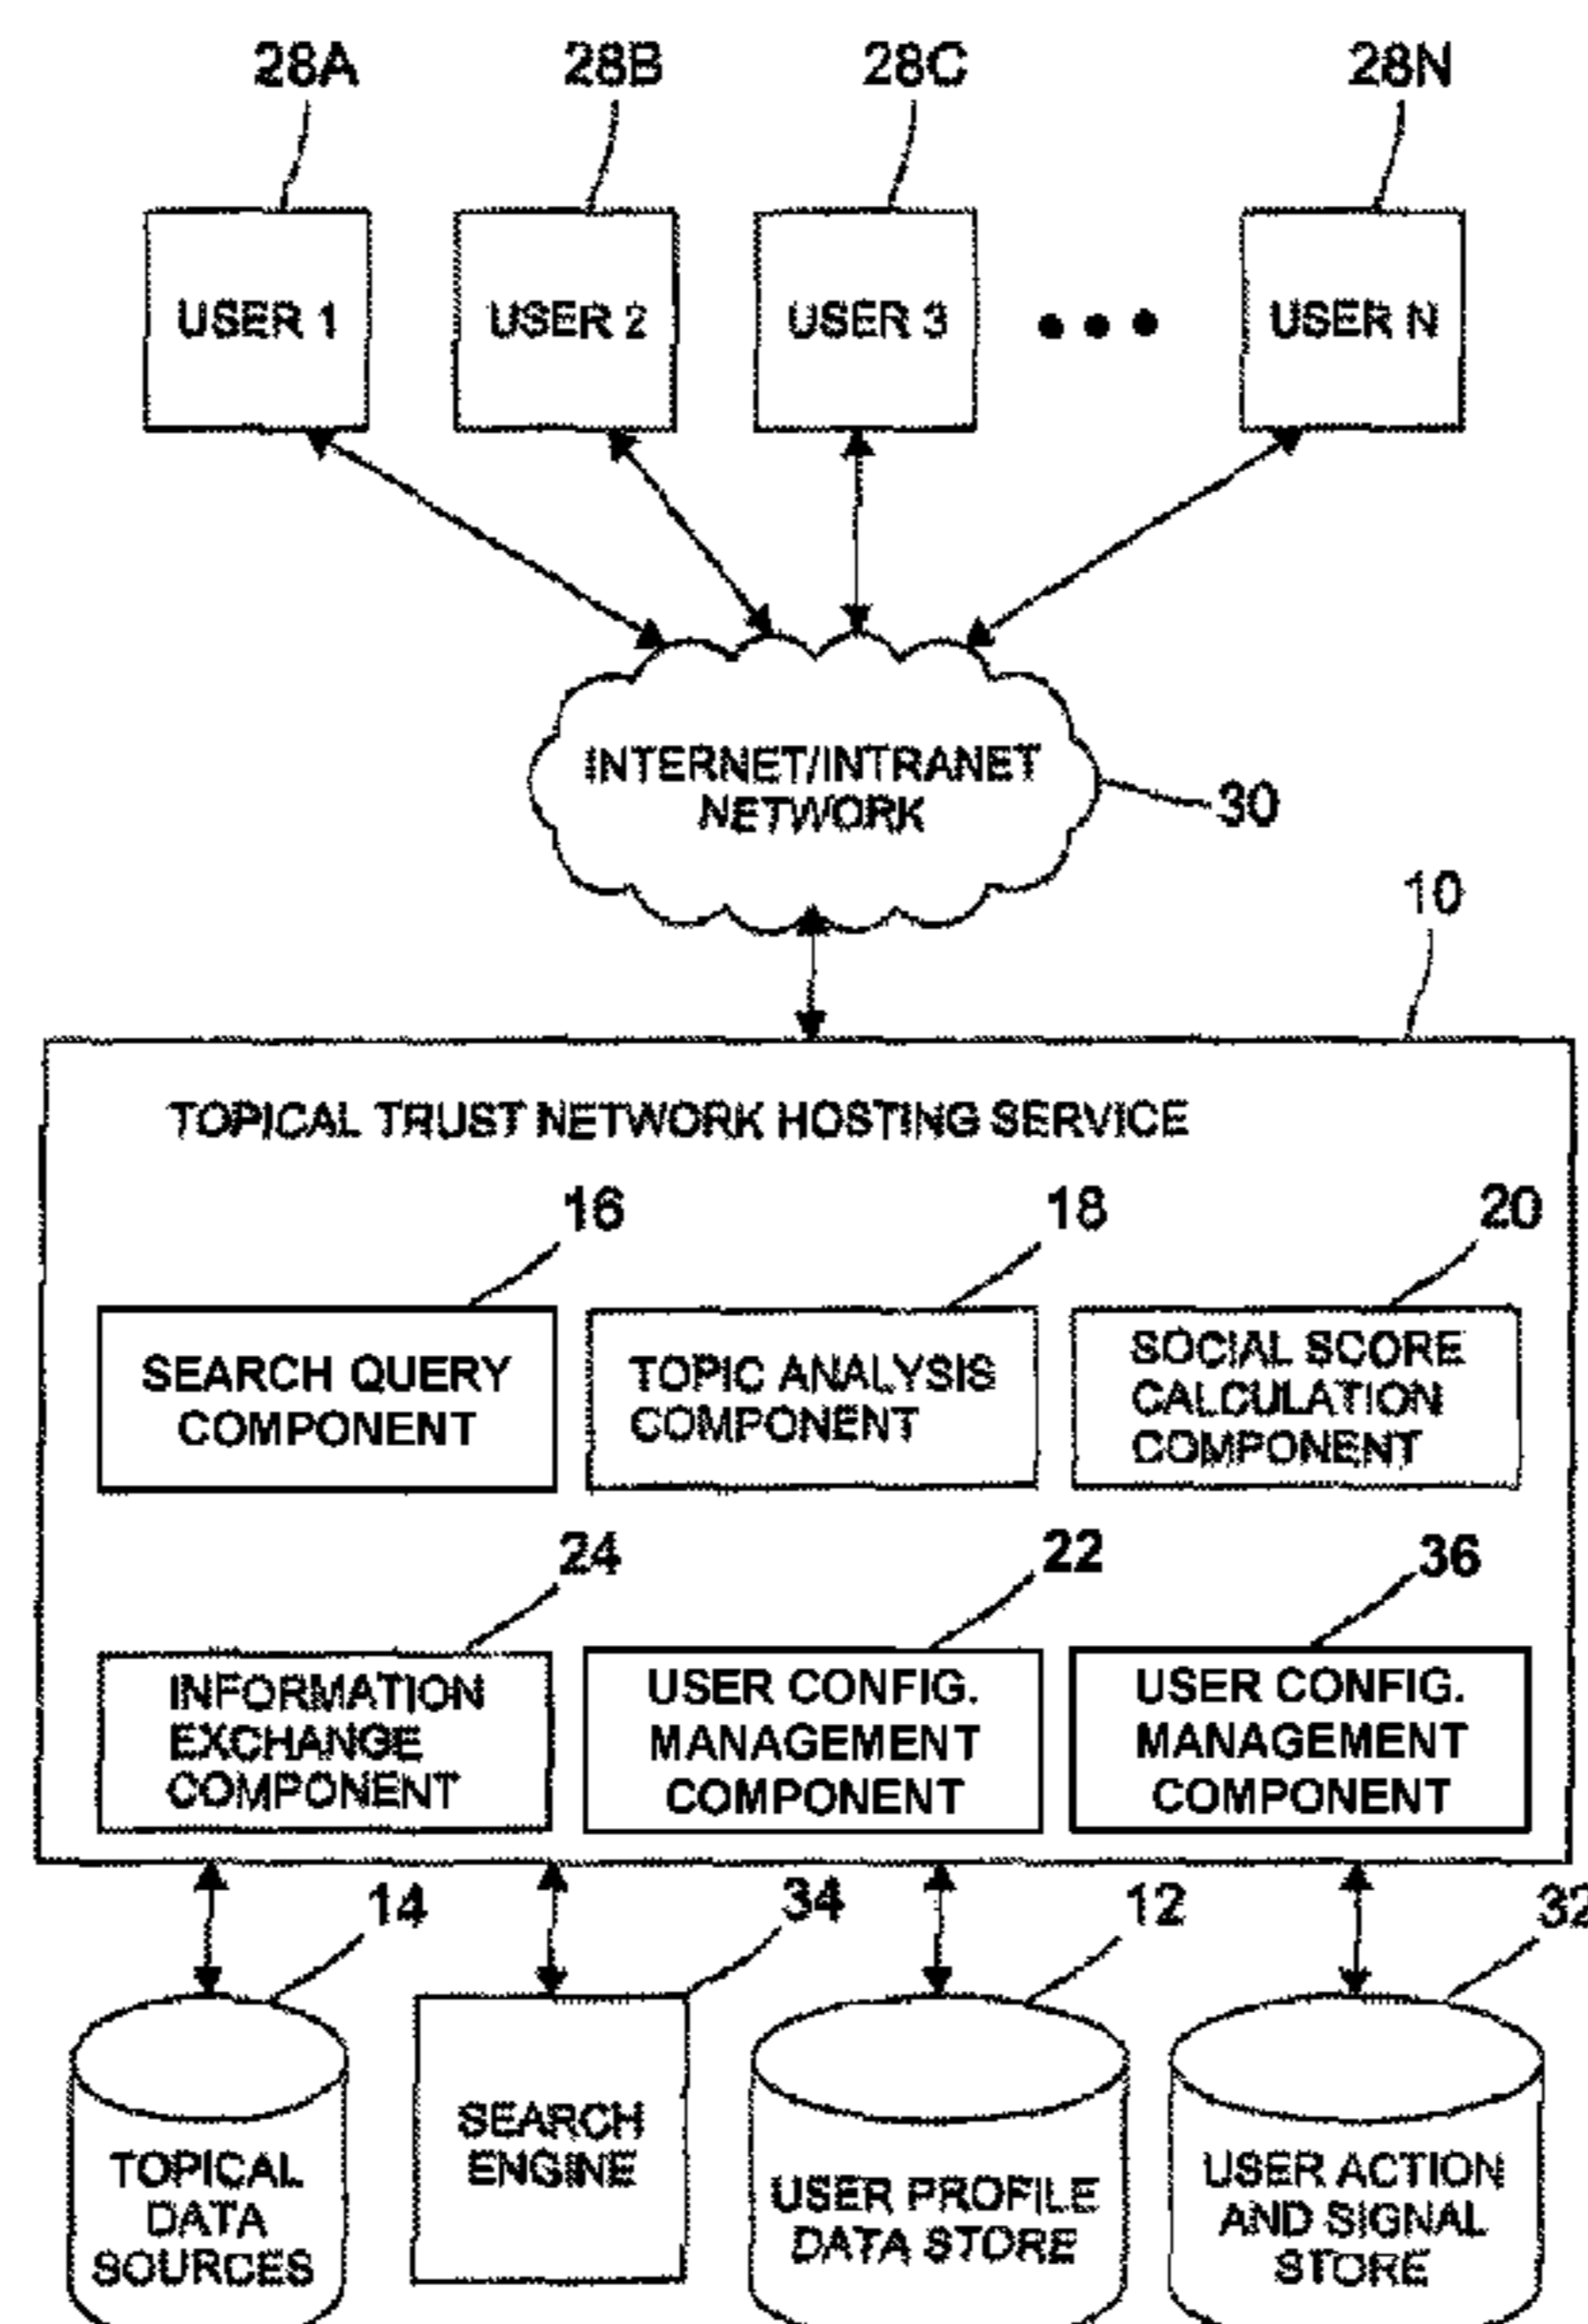 28A 28B 28C 28N
USER 1 USER 2 USER 3 ••• USER N
INTERNET/INTRANET
NETWORK
30
10
TOPICAL TRUST NETWORK HOSTING SERVICE
16 18 20
SEARCH QUERY
COMPONENT
TOPIC ANALYSIS
COMPONENT
SOCIAL SCORE
CALCULATION
COMPONENT
24 22 36
INFORMATION
EXCHANGE
COMPONENT
USER CONFIG.
MANAGEMENT
COMPONENT
USER CONFIG.
MANAGEMENT
COMPONENT
14 34 12 32
TOPICAL
DATA
SOURCES
SEARCH
ENGINE
USER PROFILE
DATA STORE
USER ACTION
AND SIGNAL
STORE